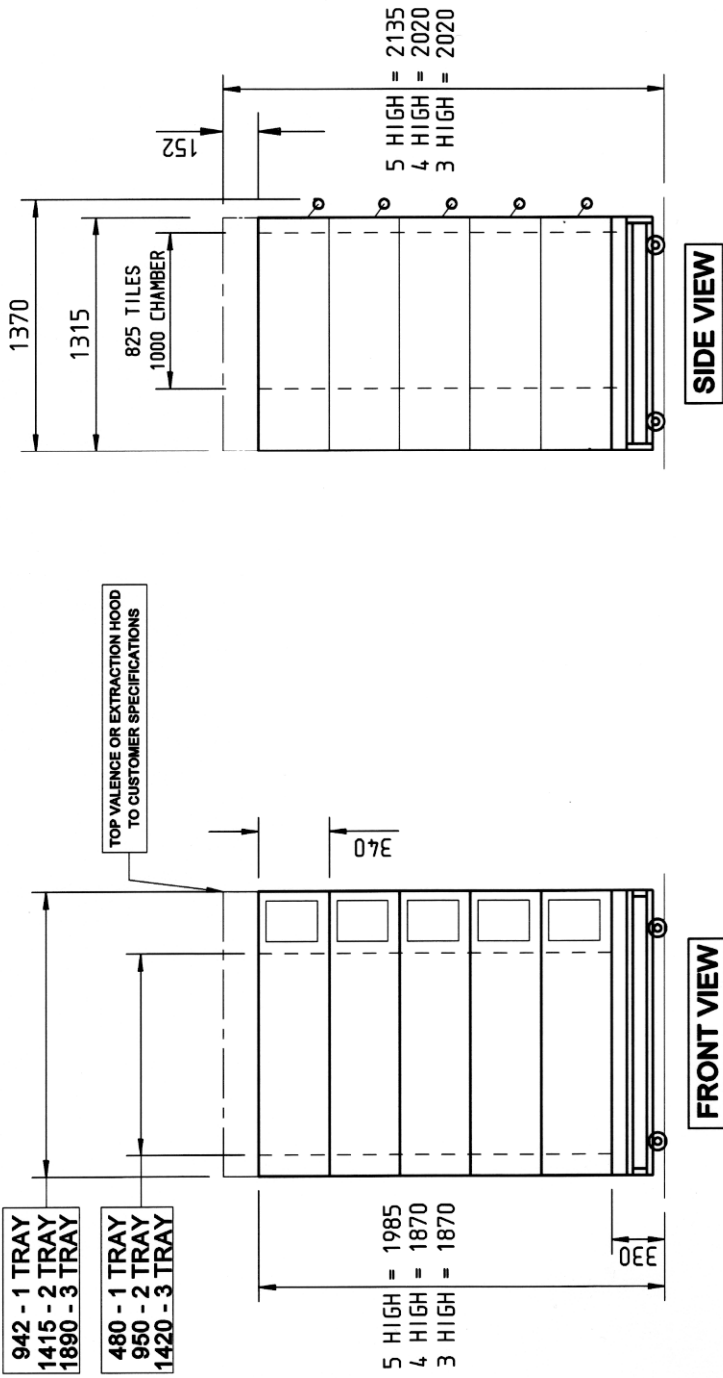 942 - 1 TRAY
1415 - 2 TRAY
1890 - 3 TRAY
480 - 1 TRAY
950 - 2 TRAY
1420 - 3 TRAY
TOP VALENCE OR EXTRACTION HOOD
TO CUSTOMER SPECIFICATIONS
340
5 HIGH = 1985
4 HIGH = 1870
3 HIGH = 1870
330
FRONT VIEW
1370
1315
825 TILES
1000 CHAMBER
152
5 HIGH = 2135
4 HIGH = 2020
3 HIGH = 2020
SIDE VIEW